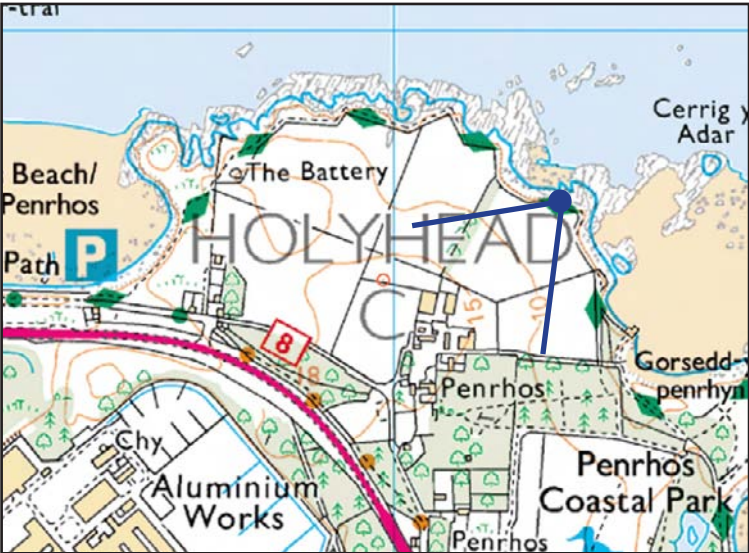 Cerrig y
Adar
Beach/
Penrhos
The Battery
HOLYHEAD
Path P
C
15
10
8
18
Penrhos
Gorsedd-y
penrhyn
Chy
Aluminium
Works
Penrhos
Coastal Park
Penrhos